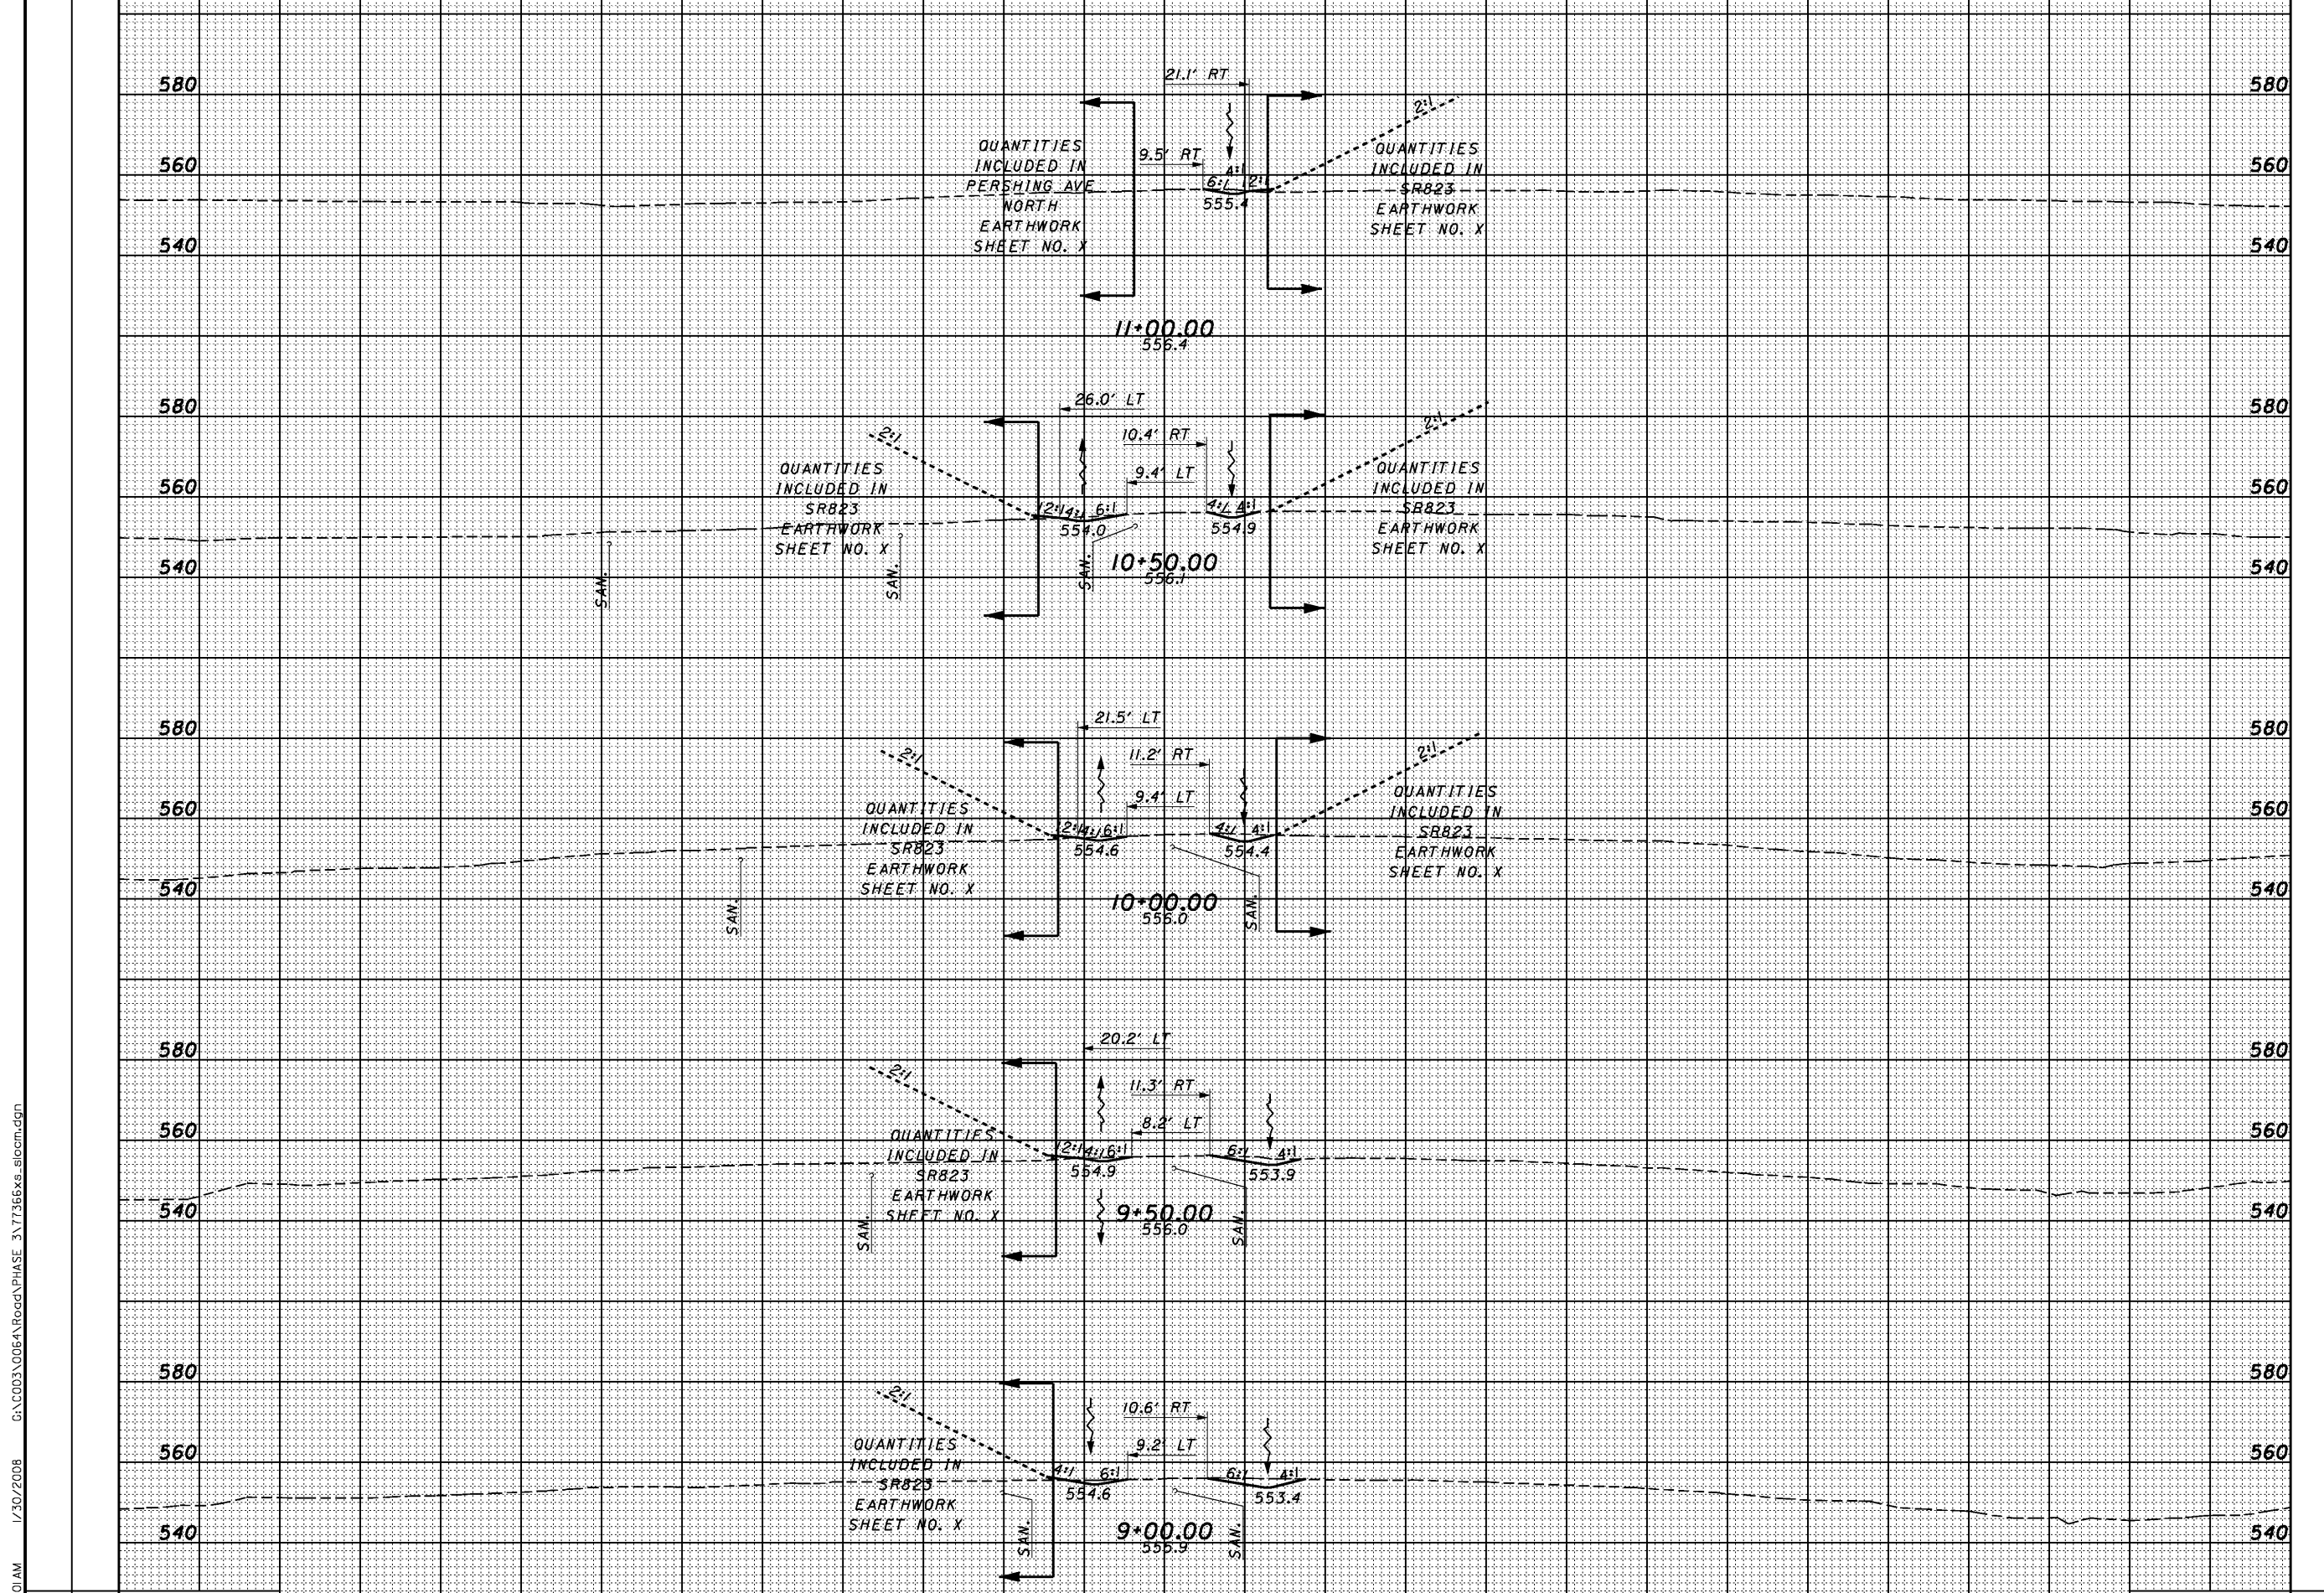 580
21.1' RT
2:1
580
QUANTITIES
INCLUDED IN
PERSHING AVE
NORTH
EARTHWORK
SHEET NO. X
9.5' RT
4:1
6:1
12:1
555.4
QUANTITIES
INCLUDED IN
SR823
EARTHWORK
SHEET NO. X
560
560
540
540
11+00.00
556.4
580
26.0' LT
580
2:1
10.4' RT
2:1
9.4' LT
QUANTITIES
INCLUDED IN
SR823
EARTHWORK
SHEET NO. X
QUANTITIES
INCLUDED IN
SR823
EARTHWORK
SHEET NO. X
560
560
12:1 4:1 6:1
4:1 4:1
554.0
554.9
540
SAN.
SAN.
SAN.
10+50.00
556.1
540
580
21.5' LT
580
2:1
11.2' RT
2:1
9.4' LT
QUANTITIES
INCLUDED IN
SR823
EARTHWORK
SHEET NO. X
QUANTITIES
INCLUDED IN
SR823
EARTHWORK
SHEET NO. X
560
560
12:1 4:1 6:1
4:1 4:1
554.6
554.4
540
SAN.
10+00.00
556.0
SAN.
540
580
20.2' LT
580
2:1
11.3' RT
8.2' LT
QUANTITIES
INCLUDED IN
SR823
EARTHWORK
SHEET NO. X
560
560
12:1 4:1 6:1
6:1 4:1
554.9
553.9
540
SAN.
9+50.00
556.0
SAN.
540
580
580
2:1
10.6' RT
9.2' LT
QUANTITIES
INCLUDED IN
SR823
EARTHWORK
SHEET NO. X
560
560
4:1 6:1
6:1 4:1
554.6
553.4
540
SAN.
9+00.00
555.9
SAN.
540
01 AM 1/30/2008 G:\C003\0064\Road\PHASE 3\77366xs_slocm.dgn